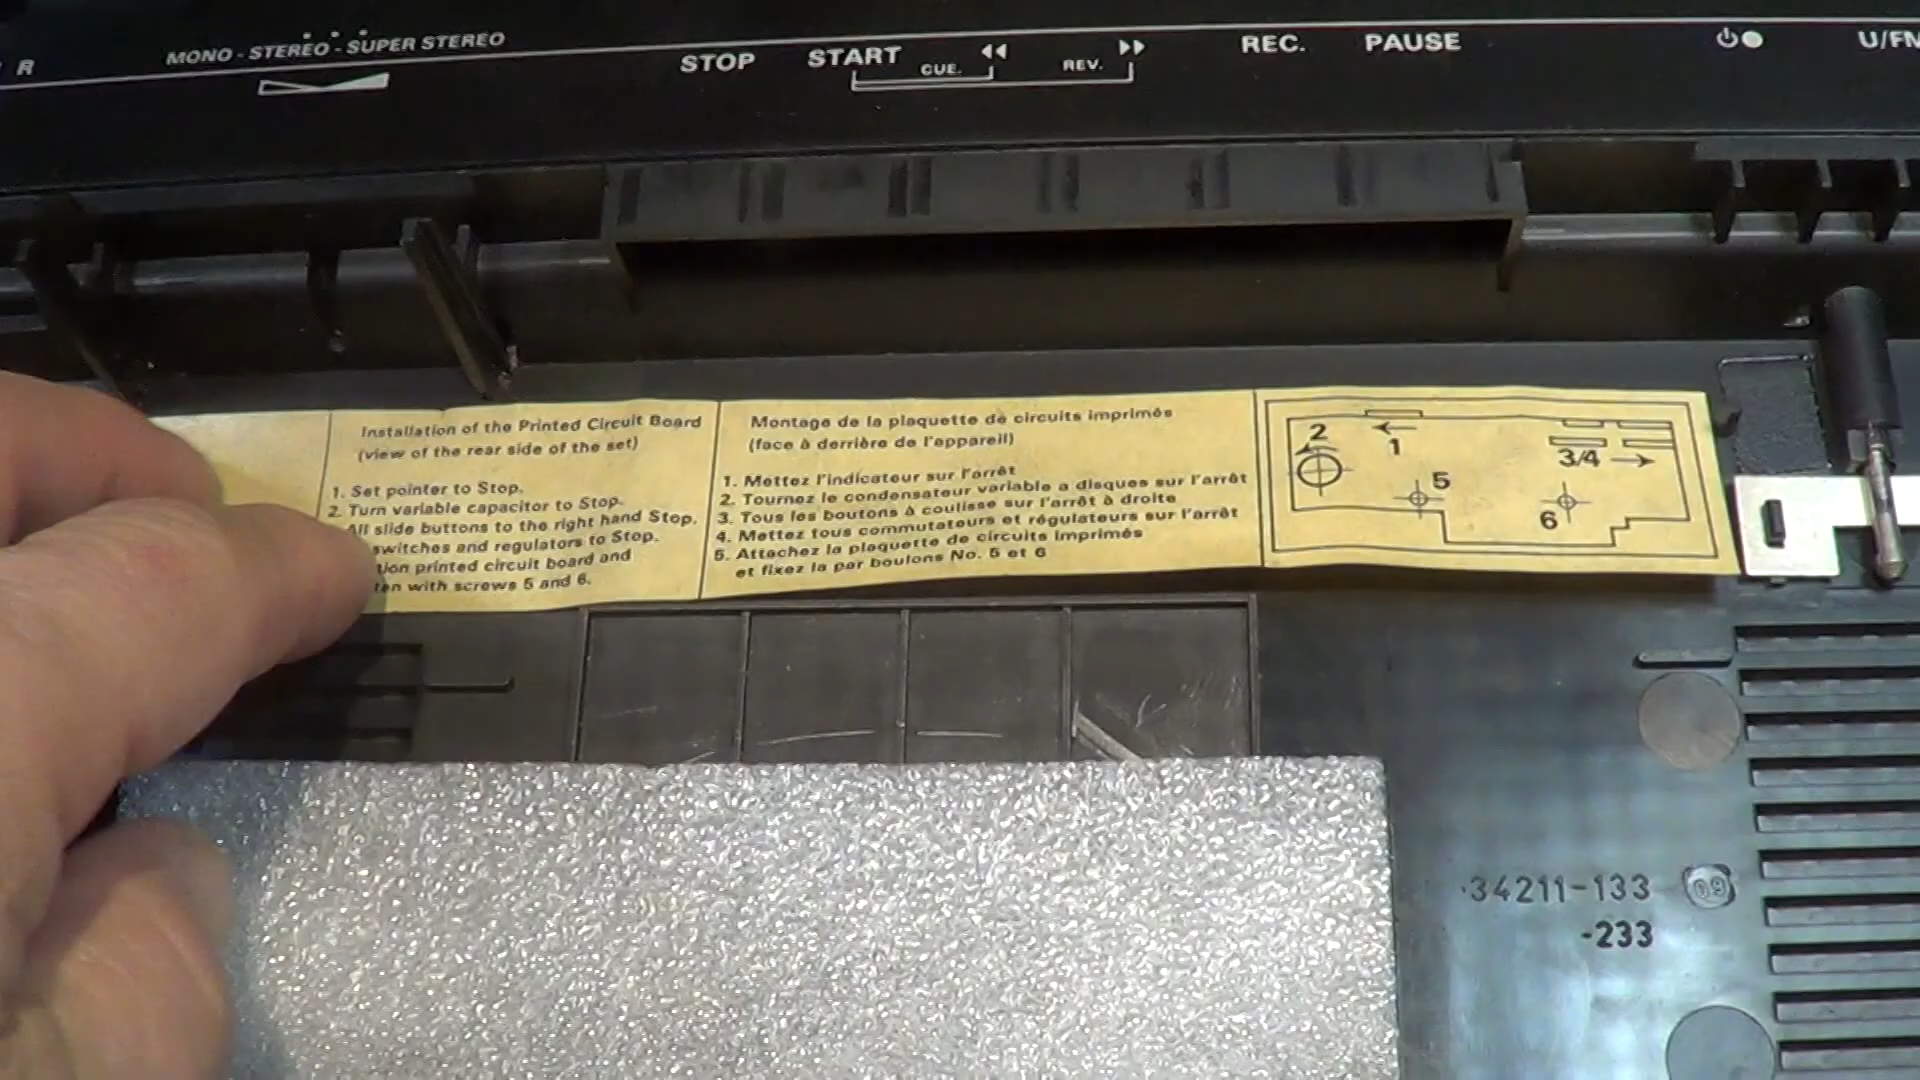 R
MONO - STEREO - SUPER STEREO
STOP
START
CUE.
REV.
REC.
PAUSE
U/FM
Installation of the Printed Circuit Board
(view of the rear side of the set)
1. Set pointer to Stop.
2. Turn variable capacitor to Stop.
All slide buttons to the right hand Stop.
switches and regulators to Stop.
tion printed circuit board and
ten with screws 5 and 6.
Montage de la plaquette de circuits imprimés
(face à derrière de l'appareil)
1. Mettez l'indicateur sur l'arrêt
2. Tournez le condensateur variable a disques sur l'arrêt
3. Tous les boutons à coulisse sur l'arrêt à droite
4. Mettez tous commutateurs et régulateurs sur l'arrêt
5. Attachez la plaquette de circuits imprimés
et fixez la par boulons No. 5 et 6
2
1
3/4
5
6
34211-133 09
-233